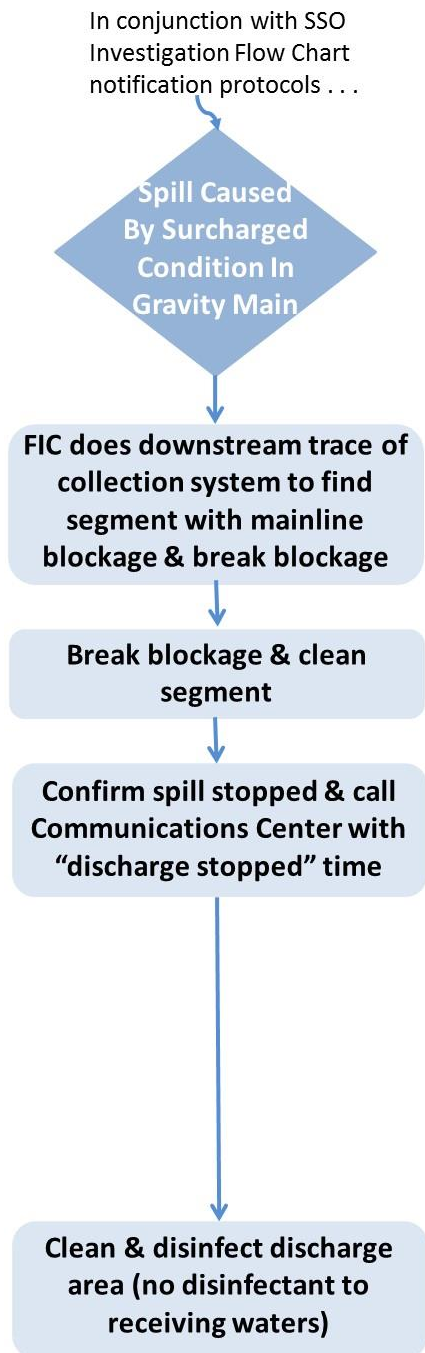 In conjunction with SSO
Investigation Flow Chart
notification protocols . . .
Spill Caused
By Surcharged
Condition In
Gravity Main
FIC does downstream trace of
collection system to find
segment with mainline
blockage & break blockage
Break blockage & clean
segment
Confirm spill stopped & call
Communications Center with
“discharge stopped” time
Clean & disinfect discharge
area (no disinfectant to
receiving waters)